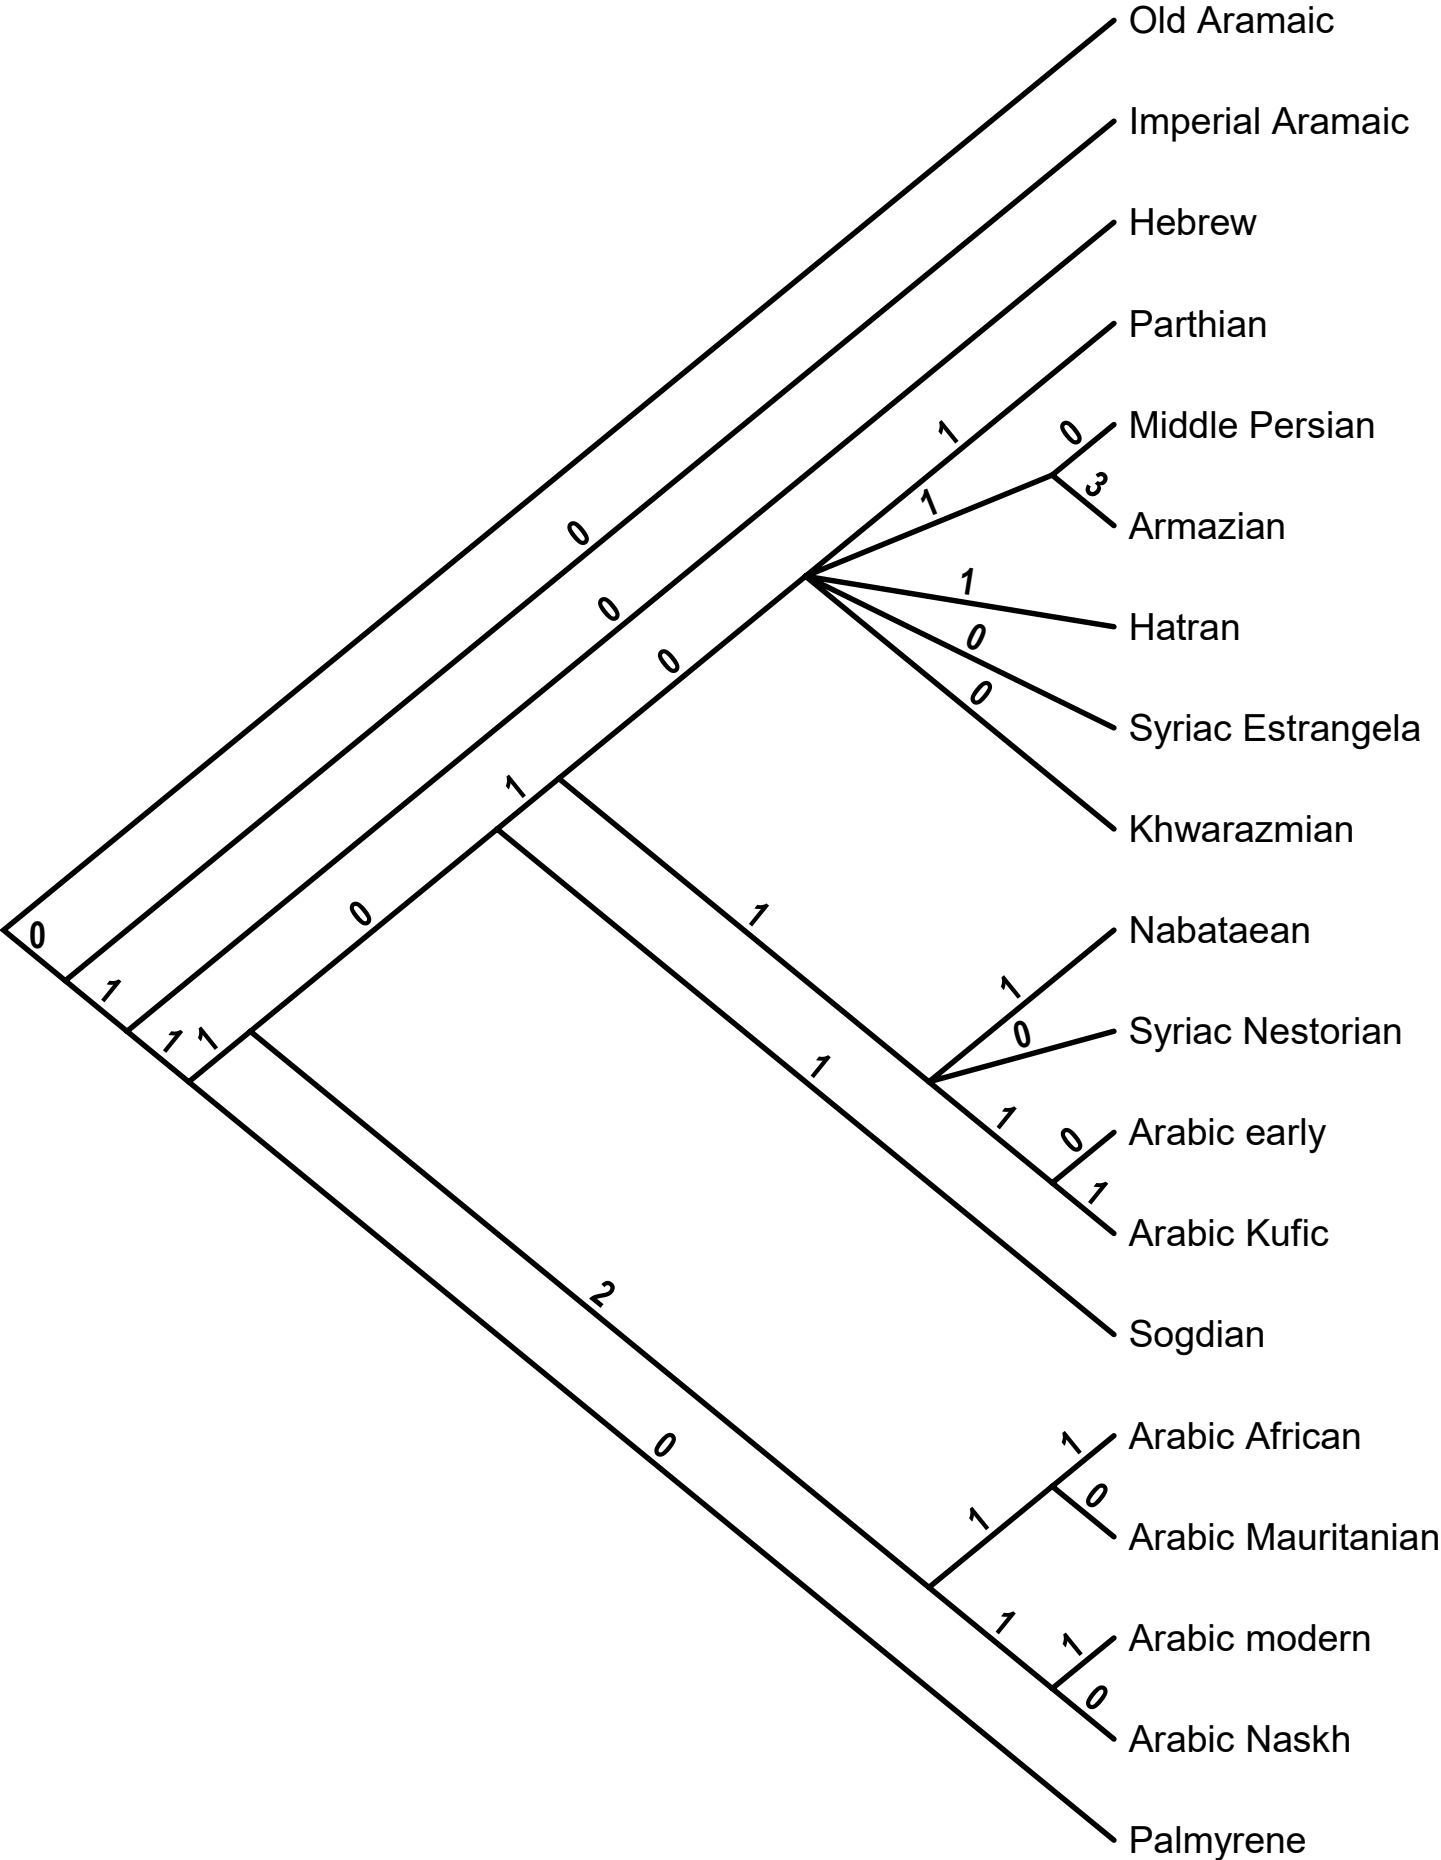 Old Aramaic
Imperial Aramaic
Hebrew
Parthian
1
0
Middle Persian
3
1
Armazian
0
1
Hatran
0
0
0
Syriac Estrangela
0
1
Khwarazmian
0
1
0
Nabataean
1
1
0
Syriac Nestorian
1
1
1
1
0
Arabic early
1
Arabic Kufic
2
Sogdian
0
1
Arabic African
0
1
Arabic Mauritanian
1
1
Arabic modern
0
Arabic Naskh
Palmyrene